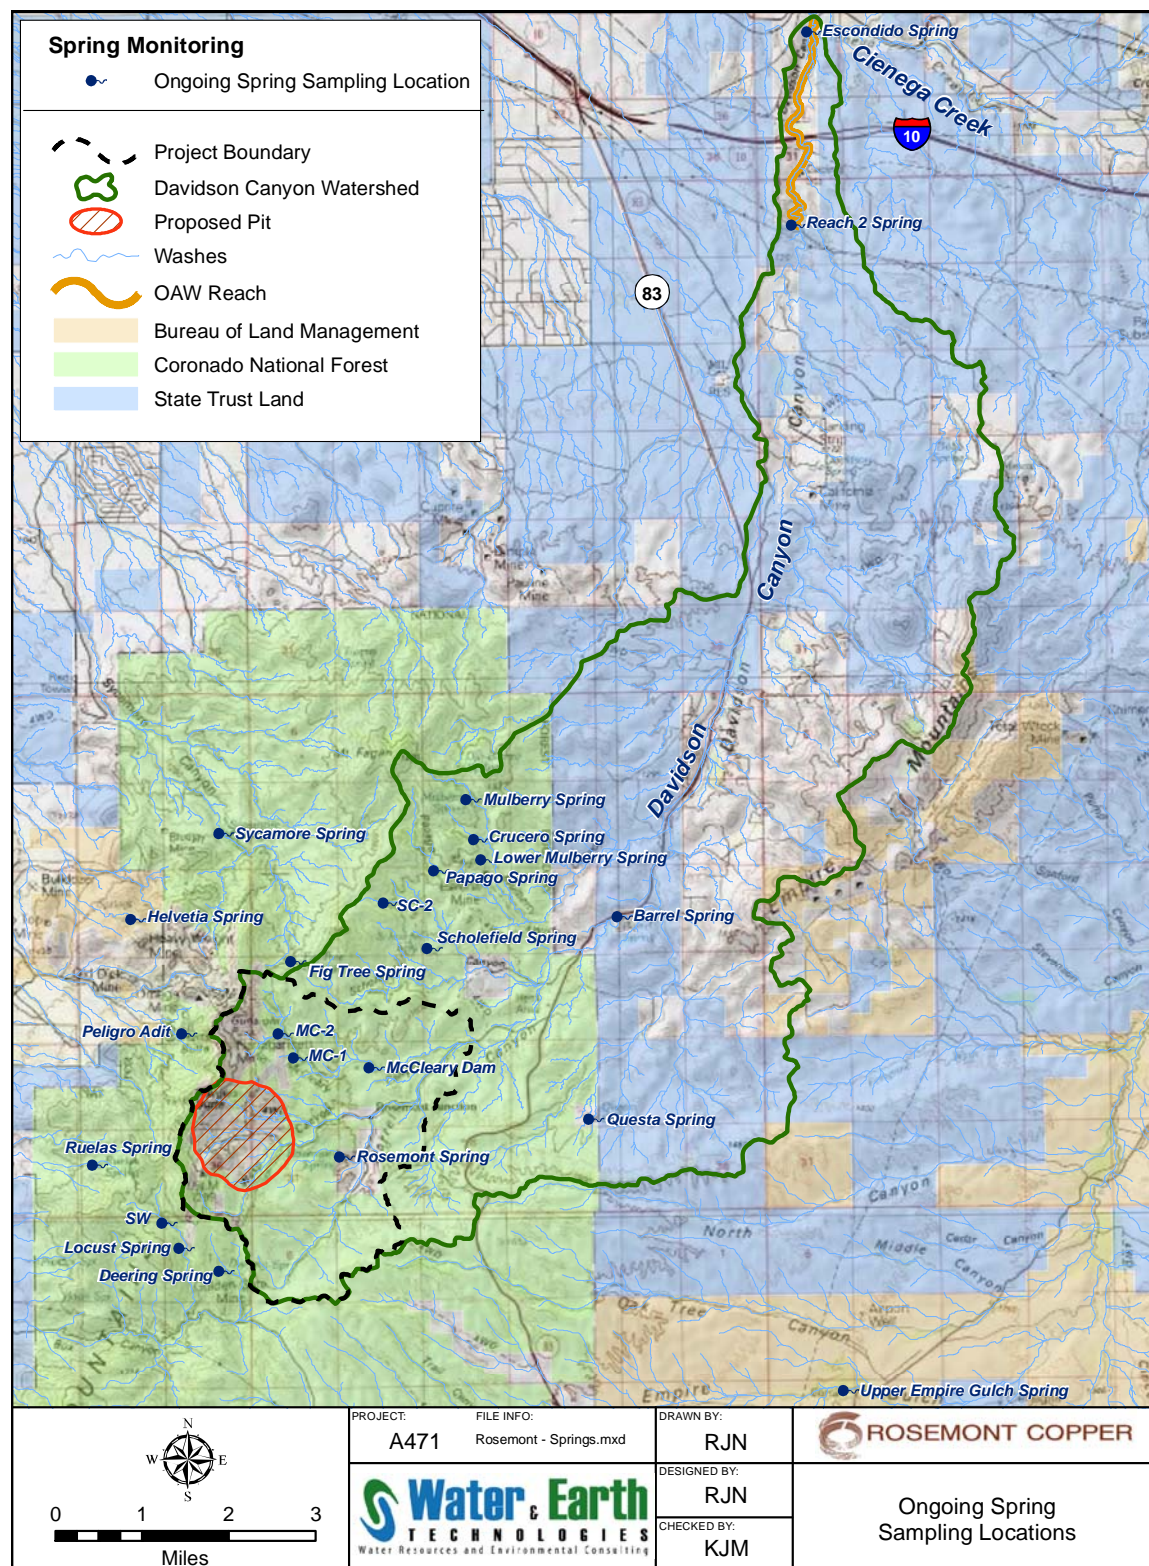 Spring Monitoring
Ongoing Spring Sampling Location
Project Boundary
Davidson Canyon Watershed
Proposed Pit
Washes
OAW Reach
Bureau of Land Management
Coronado National Forest
State Trust Land
Escondido Spring
Cienega Creek
10
Reach 2 Spring
83
Canyon
Canyon
Davidson
Davidson
Mountain
Empire
Mulberry Spring
Sycamore Spring
Crucero Spring
Lower Mulberry Spring
Papago Spring
SC-2
Helvetia Spring
Barrel Spring
Scholefield Spring
Fig Tree Spring
Peligro Adit
MC-2
MC-1
McCleary Dam
Questa Spring
Ruelas Spring
Rosemont Spring
SW
Locust Spring
Deering Spring
North
Canyon
Middle
Canyon
Oak Tree
Canyon
Empire
Upper Empire Gulch Spring
N
W E
S
0 1 2 3
Miles
PROJECT:
A471
FILE INFO:
Rosemont - Springs.mxd
DRAWN BY:
RJN
DESIGNED BY:
RJN
CHECKED BY:
KJM
Water & Earth
TECHNOLOGIES
Water Resources and Environmental Consulting
ROSEMONT COPPER
Ongoing Spring
Sampling Locations